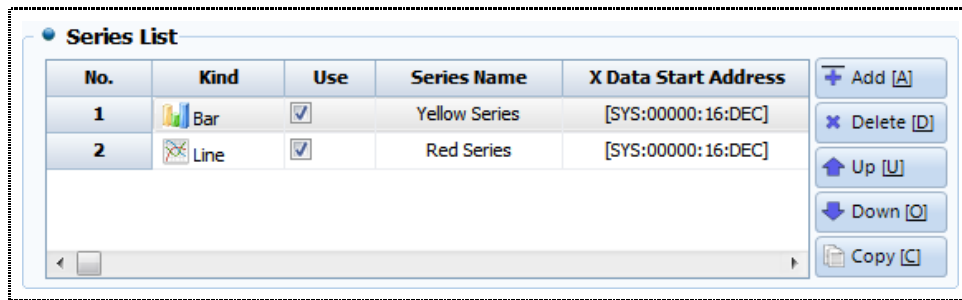 Series List
No. Kind Use Series Name X Data Start Address
1 Bar Yellow Series [SYS:00000:16:DEC]
2 Line Red Series [SYS:00000:16:DEC]
Add [A]
Delete [D]
Up [U]
Down [O]
Copy [C]